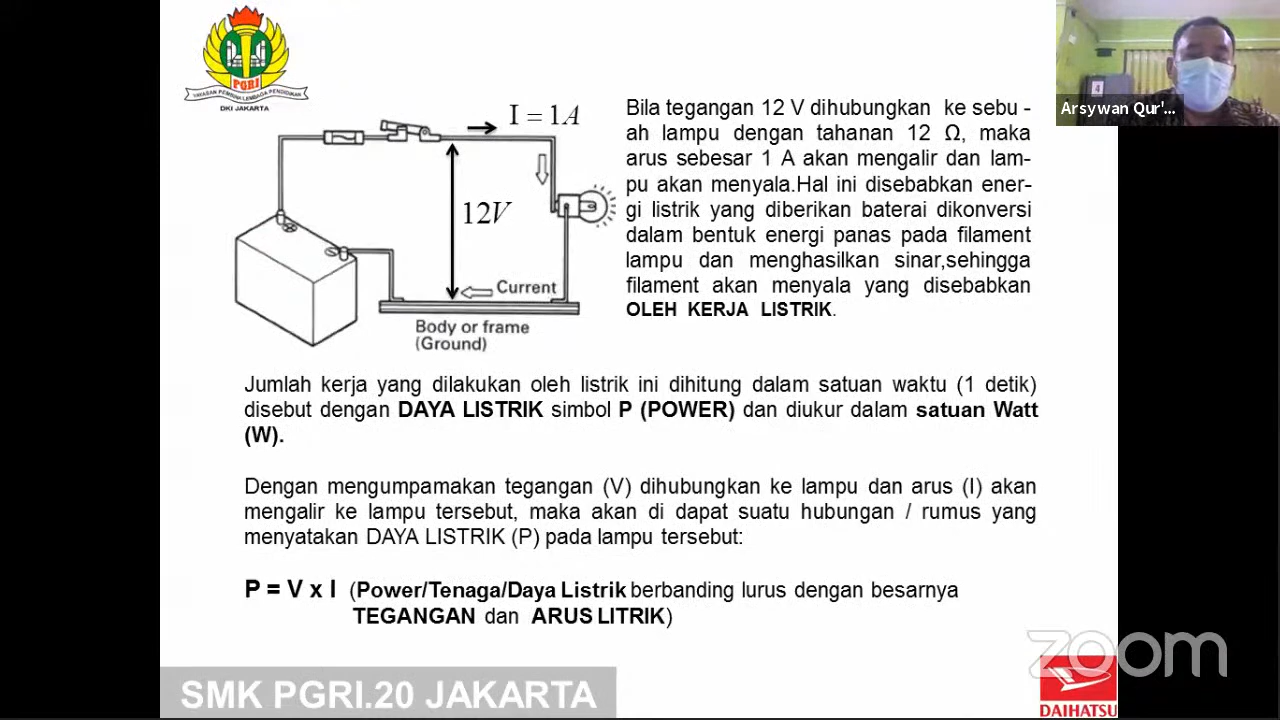 PGRI
YAYASAN PEMBINA LEMBAGA PENDIDIKAN
DKI JAKARTA
I = 1A
12V
Current
Body or frame
(Ground)
Bila tegangan 12 V dihubungkan ke sebu -
ah lampu dengan tahanan 12 Ω, maka
arus sebesar 1 A akan mengalir dan lam-
pu akan menyala.Hal ini disebabkan ener-
gi listrik yang diberikan baterai dikonversi
dalam bentuk energi panas pada filament
lampu dan menghasilkan sinar,sehingga
filament akan menyala yang disebabkan
OLEH KERJA LISTRIK.
4
Arsywan Qur'...
Jumlah kerja yang dilakukan oleh listrik ini dihitung dalam satuan waktu (1 detik)
disebut dengan DAYA LISTRIK simbol P (POWER) dan diukur dalam satuan Watt
(W).
Dengan mengumpamakan tegangan (V) dihubungkan ke lampu dan arus (I) akan
mengalir ke lampu tersebut, maka akan di dapat suatu hubungan / rumus yang
menyatakan DAYA LISTRIK (P) pada lampu tersebut:
P = V x I (Power/Tenaga/Daya Listrik berbanding lurus dengan besarnya
TEGANGAN dan ARUS LITRIK)
SMK PGRI.20 JAKARTA
zoom
DAIHATSU